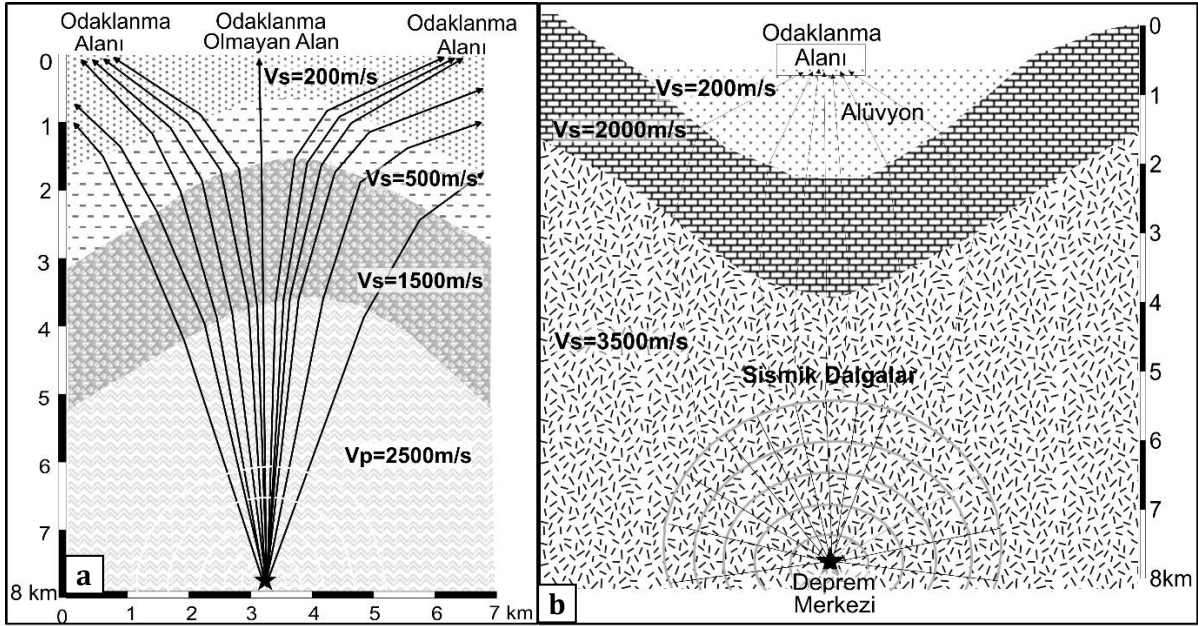 Odaklanma
Alanı
Odaklanma
Olmayan Alan
Odaklanma
Alanı
Vs=200m/s
Vs=500m/s
Vs=1500m/s
Vp=2500m/s
0
1
2
3
4
5
6
7
8 km
0
1
2
3
4
5
6
7 km
a
Odaklanma
Alanı
Vs=200m/s
Alüvyon
Vs=2000m/s
Vs=3500m/s
Sismik Dalgalar
Deprem
Merkezi
0
1
2
3
4
5
6
7
8km
b